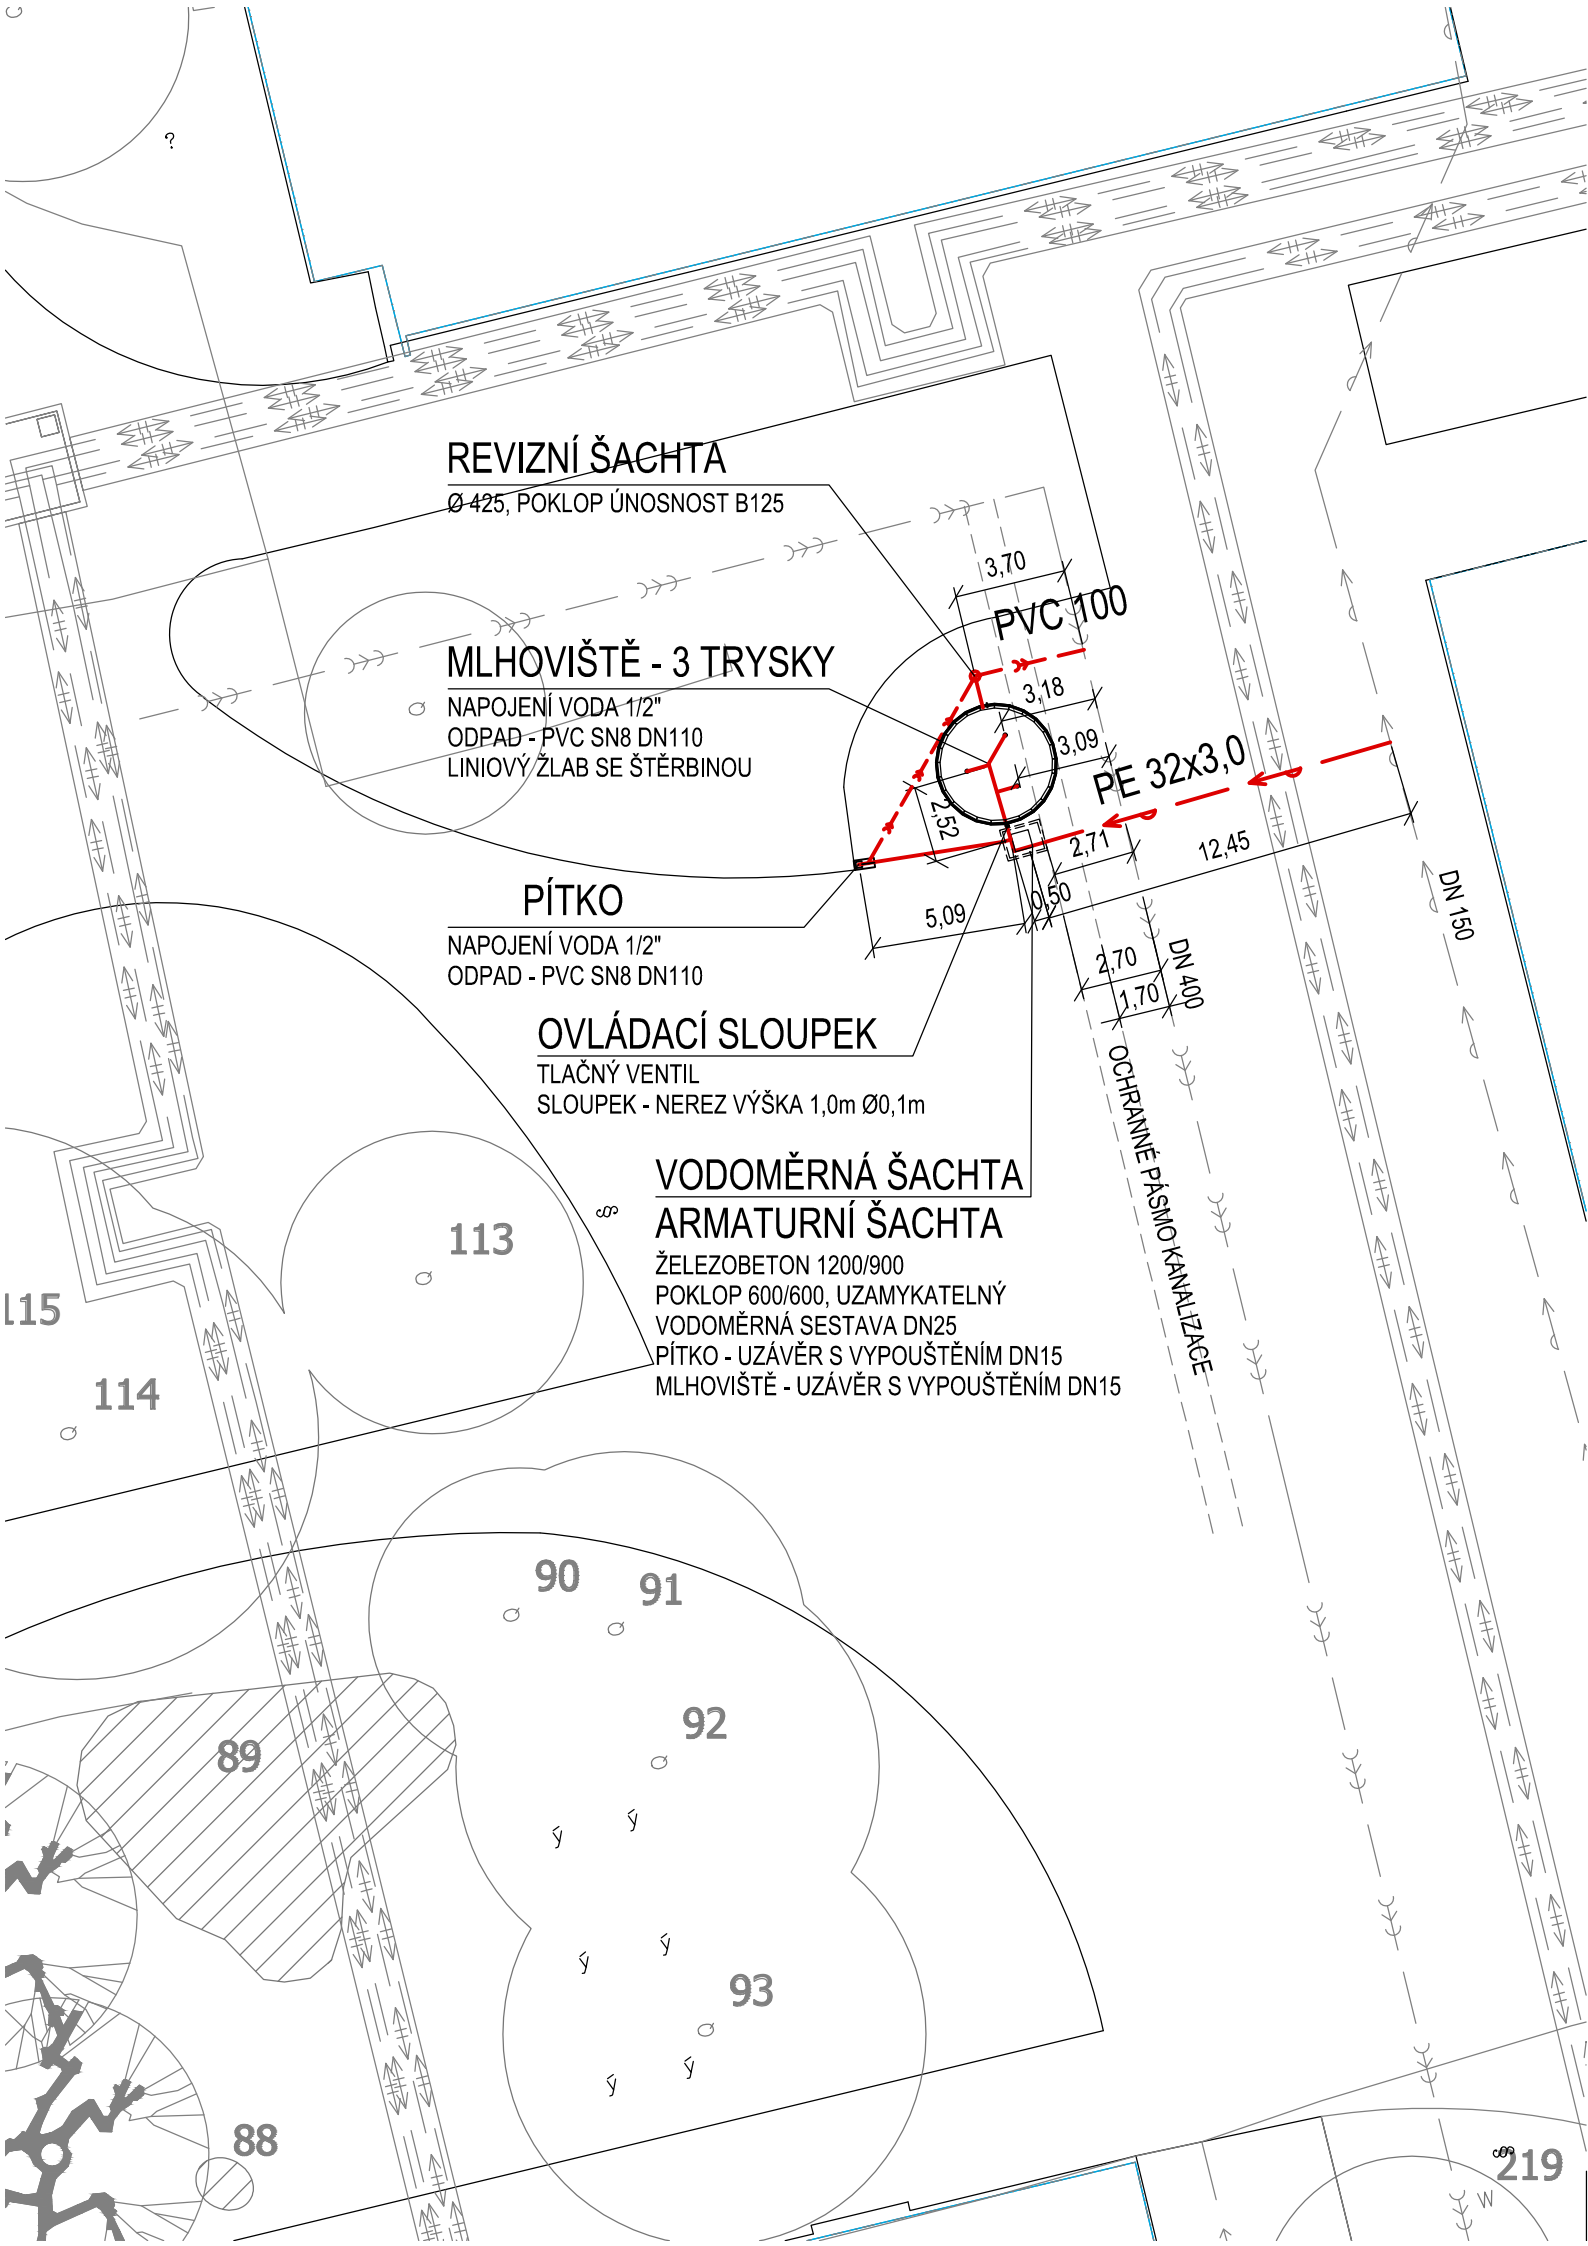 ?
REVIZNÍ ŠACHTA
Ø 425, POKLOP ÚNOSNOST B125
3,70
PVC 100
MLHOVIŠTĚ - 3 TRYSKY
NAPOJENÍ VODA 1/2"
ODPAD - PVC SN8 DN110
LINIOVÝ ŽLAB SE ŠTĚRBINOU
3,18
3,09
PE 32x3,0
2,52
2,71
12,45
PÍTKO
NAPOJENÍ VODA 1/2"
ODPAD - PVC SN8 DN110
5,09
0,50
DN 150
2,70
1,70
DN 400
OVLÁDACÍ SLOUPEK
TLAČNÝ VENTIL
SLOUPEK - NEREZ VÝŠKA 1,0m Ø0,1m
OCHRANNÉ PÁSMO KANALIZACE
VODOMĚRNÁ ŠACHTA
ARMATURNÍ ŠACHTA
ŽELEZOBETON 1200/900
POKLOP 600/600, UZAMYKATELNÝ
VODOMĚRNÁ SESTAVA DN25
PÍTKO - UZÁVĚR S VYPOUŠTĚNÍM DN15
MLHOVIŠTĚ - UZÁVĚR S VYPOUŠTĚNÍM DN15
113
115
114
90
91
92
89
ý
ý
ý
ý
93
ý
ý
88
219
W